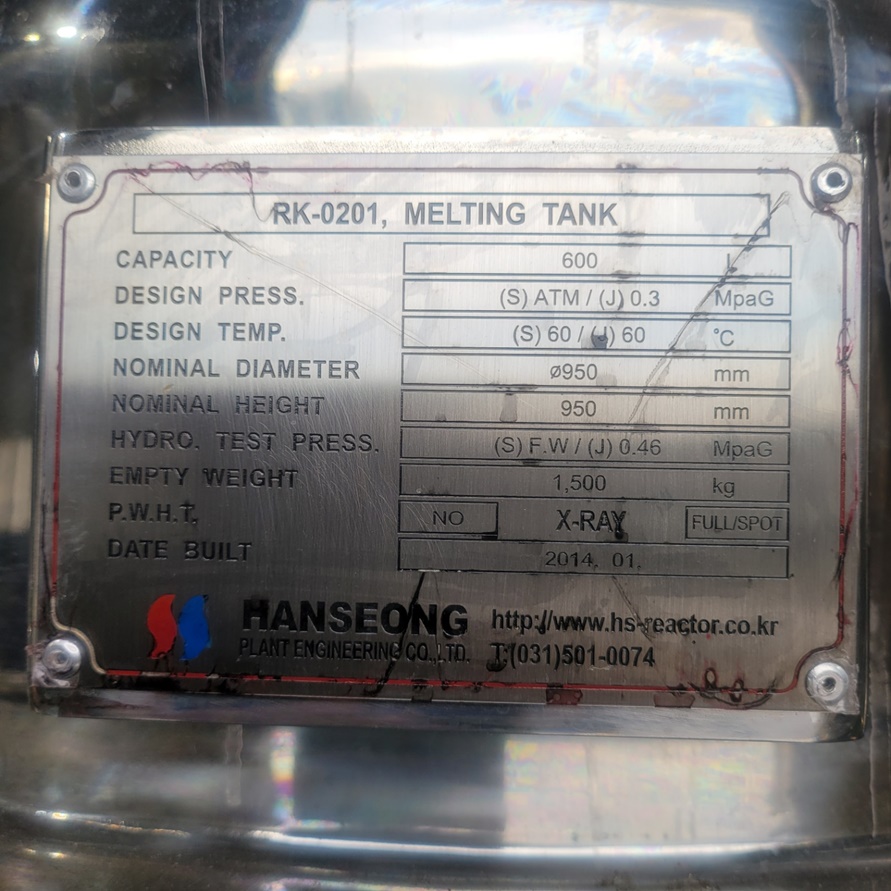 RK-0201, MELTING TANK
CAPACITY 600 L
DESIGN PRESS. (S) ATM / (J) 0.3 MpaG
DESIGN TEMP. (S) 60 / (J) 60 °C
NOMINAL DIAMETER ø950 mm
NOMINAL HEIGHT 950 mm
HYDRO. TEST PRESS. (S) F.W / (J) 0.46 MpaG
EMPTY WEIGHT 1,500 kg
P.W.H.T. NO X-RAY FULL/SPOT
DATE BUILT 2014. 01.
HANSEONG http://www.hs-reactor.co.kr
PLANT ENGINEERING CO.,LTD. T:(031)501-0074